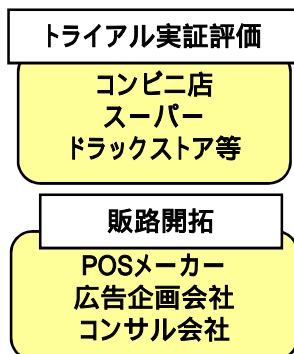 トライアル実証評価
コンビニ店
スーパー
ドラックストア等
販路開拓
POSメーカー
広告企画会社
コンサル会社